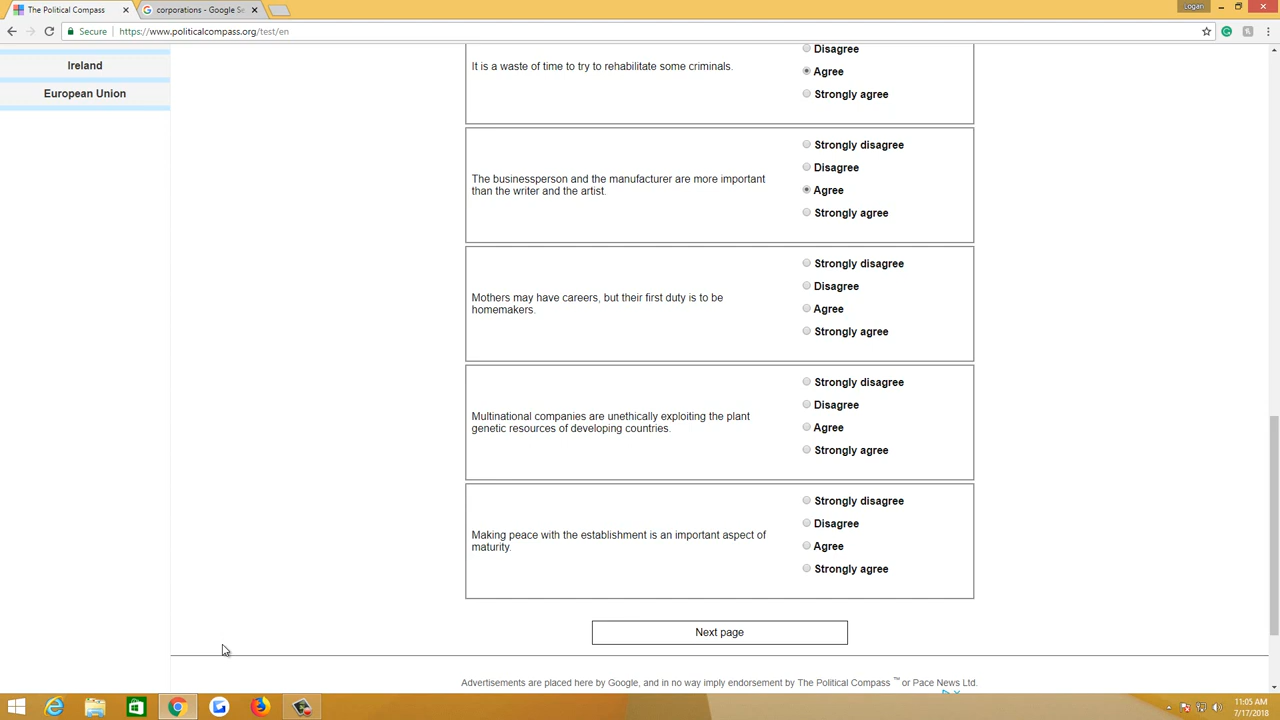 The Political Compass
corporations - Google Se
Logan
Secure
https://www.politicalcompass.org/test/en
Ireland
European Union
Disagree
It is a waste of time to try to rehabilitate some criminals.
Agree
Strongly agree
Strongly disagree
Disagree
The businessperson and the manufacturer are more important
than the writer and the artist.
Agree
Strongly agree
Strongly disagree
Disagree
Mothers may have careers, but their first duty is to be
homemakers.
Agree
Strongly agree
Strongly disagree
Disagree
Multinational companies are unethically exploiting the plant
genetic resources of developing countries.
Agree
Strongly agree
Strongly disagree
Disagree
Making peace with the establishment is an important aspect of
maturity.
Agree
Strongly agree
Next page
Advertisements are placed here by Google, and in no way imply endorsement by The Political Compass ™ or Pace News Ltd.
11:05 AM
7/17/2018